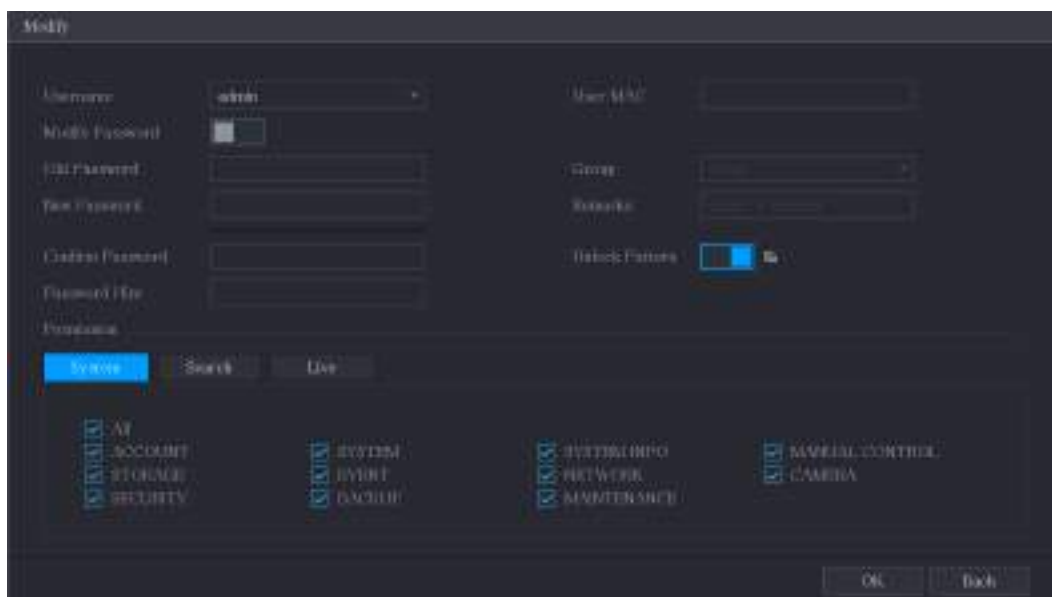 Modify
Username admin User MAC
Modify Password
Old Password Group
New Password Remarks
Confirm Password Unlock Pattern
Password Hint
Permission
System Search Live
All
ACCOUNT SYSTEM SYSTEM INFO MANUAL CONTROL
STORAGE EVENT NETWORK CAMERA
SECURITY BACKUP MAINTENANCE
OK Back